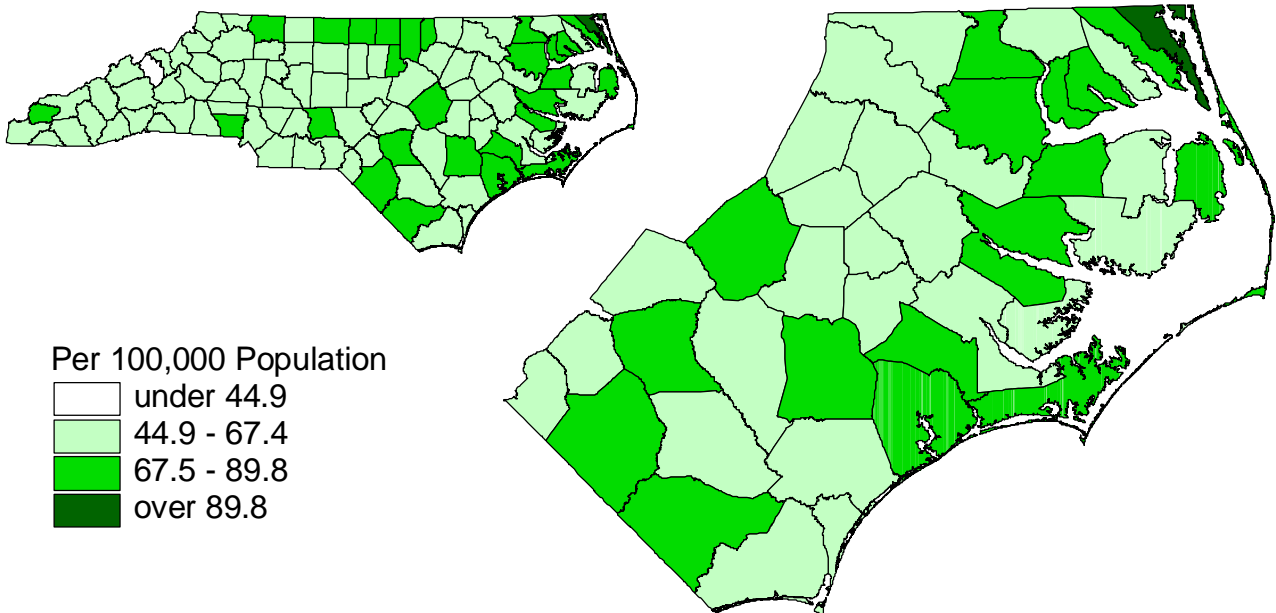 Per 100,000 Population
under 44.9
44.9 - 67.4
67.5 - 89.8
over 89.8